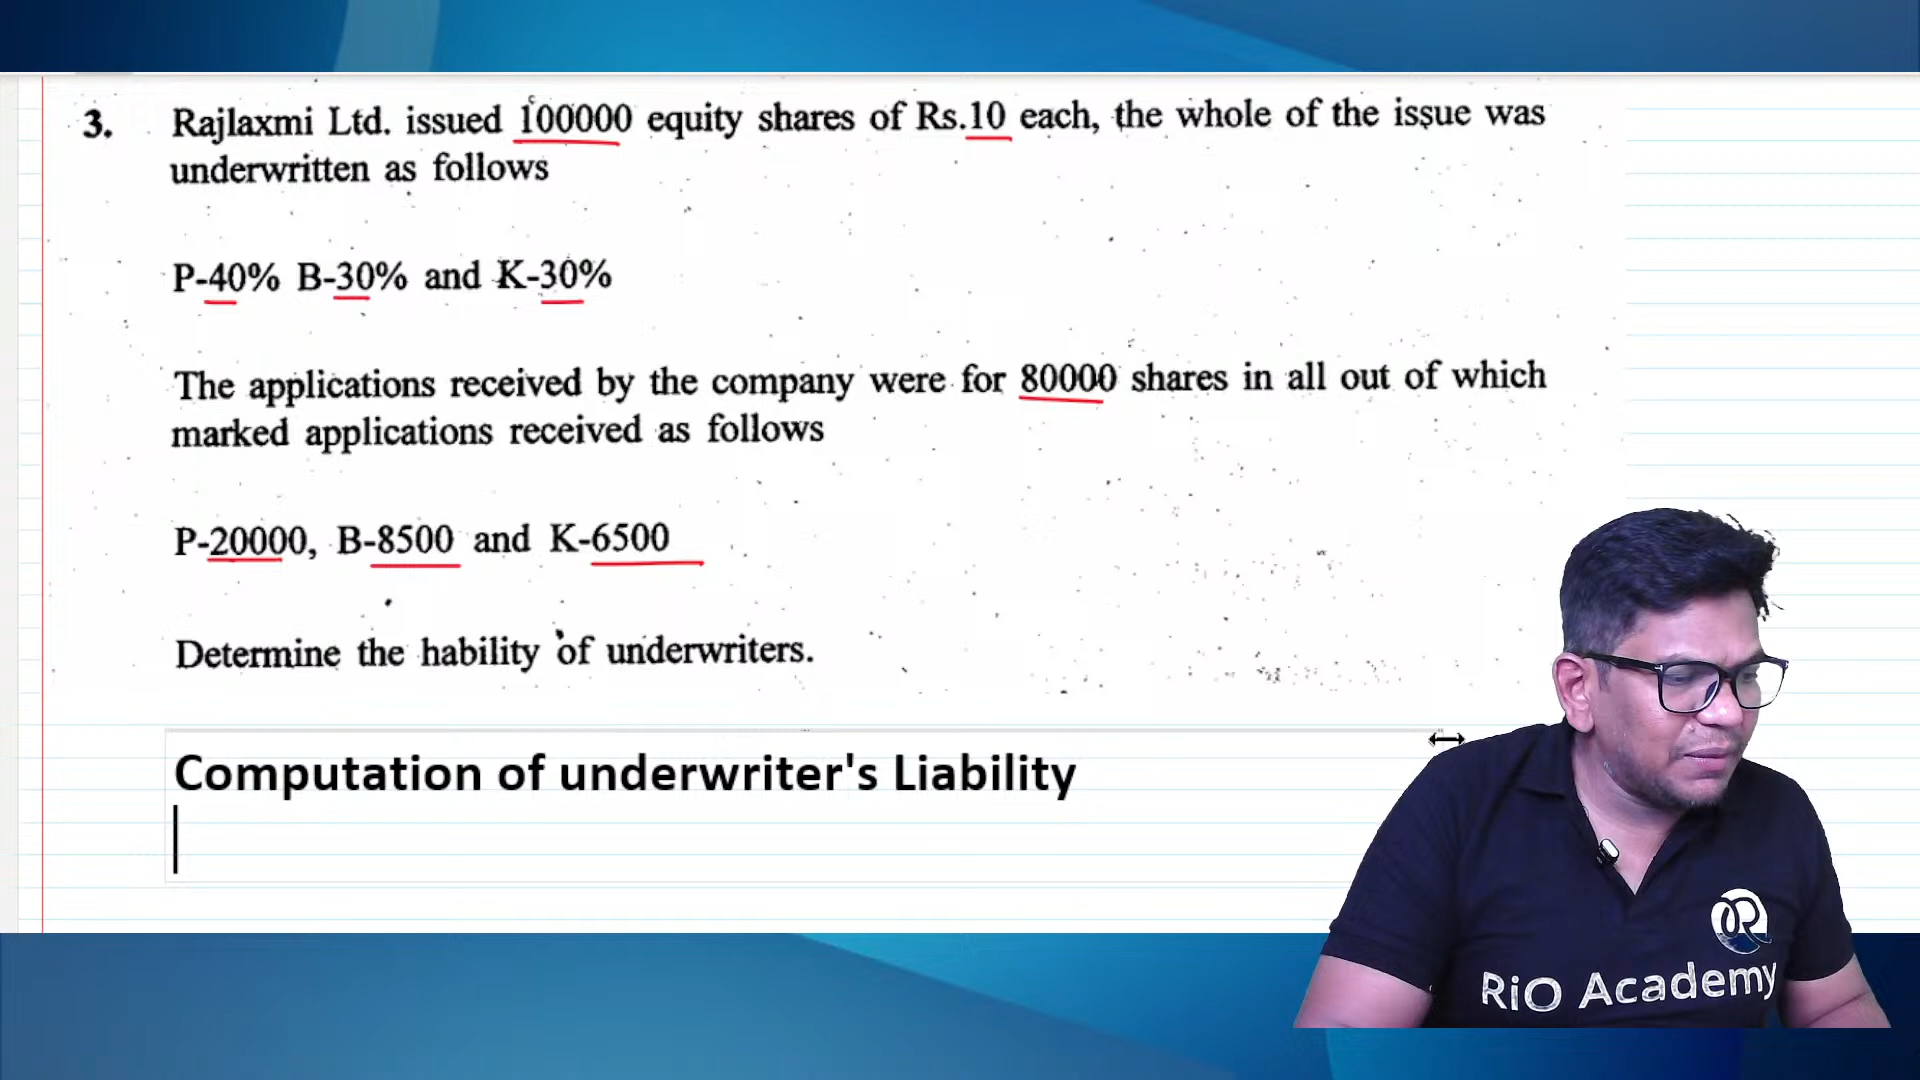 3. Rajlaxmi Ltd. issued 100000 equity shares of Rs.10 each, the whole of the issue was
underwritten as follows
P-40% B-30% and K-30%
The applications received by the company were for 80000 shares in all out of which
marked applications received as follows
P-20000, B-8500 and K-6500
Determine the hability of underwriters.
Computation of underwriter's Liability
RiO Academy